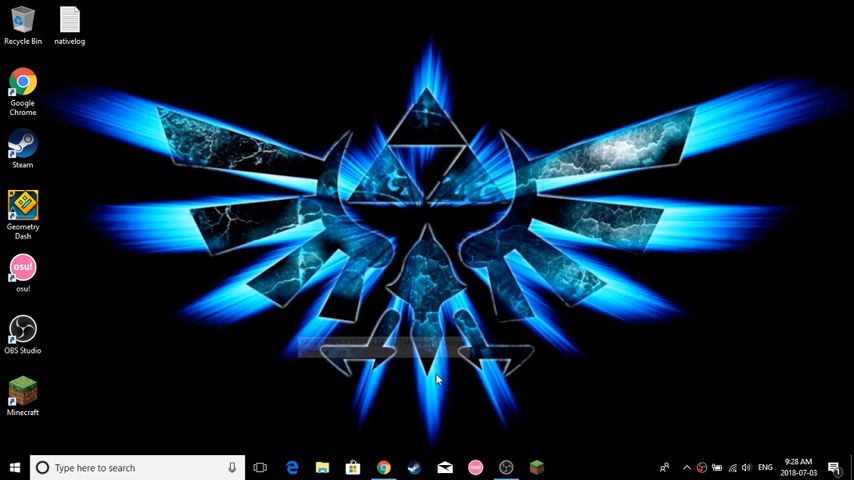 Recycle Bin
nativelog
Google
Chrome
Steam
Geometry
Dash
osu!
osu!
OBS Studio
Minecraft
Type here to search
ENG
9:28 AM
2018-07-03
1